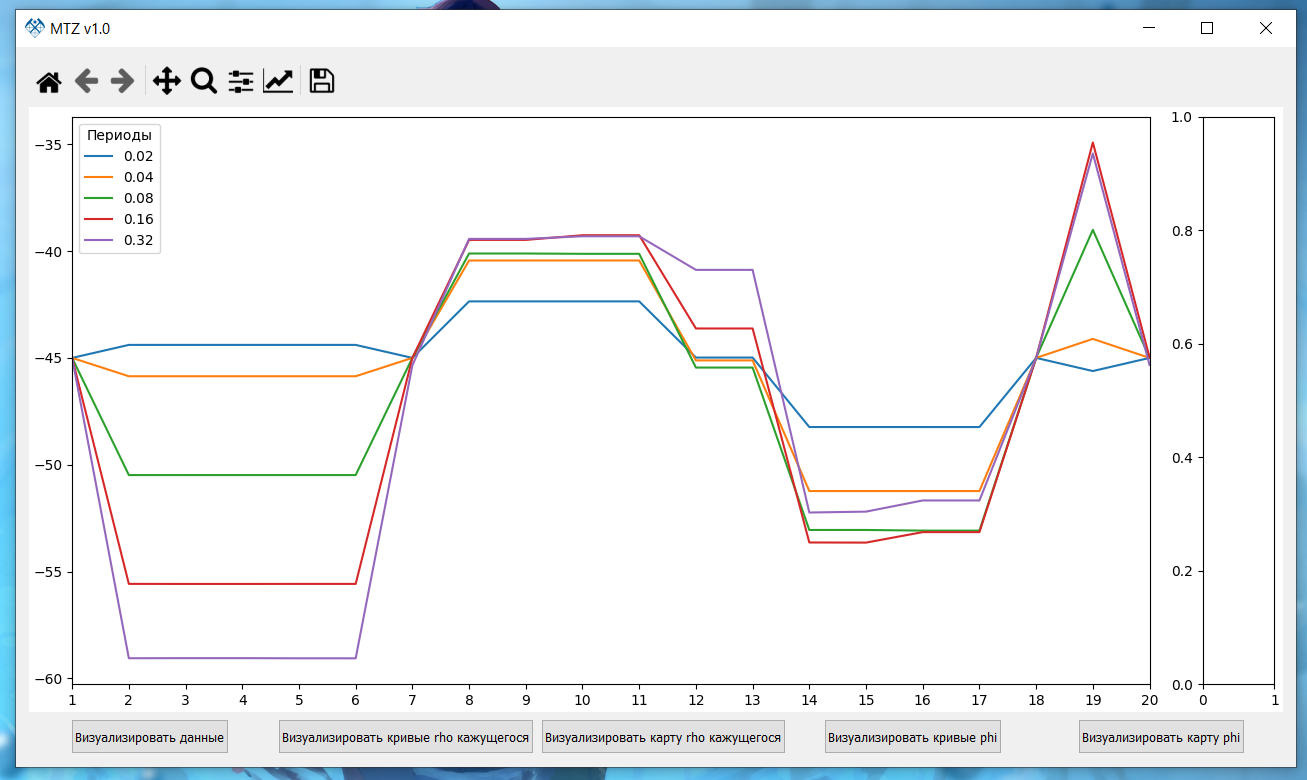 MTZ v1.0
Периоды
0.02
0.04
0.08
0.16
0.32
−35
−40
−45
−50
−55
−60
1 2 3 4 5 6 7 8 9 10 11 12 13 14 15 16 17 18 19 20
1.0
0.8
0.6
0.4
0.2
0.0
0 1
Визуализировать данные
Визуализировать кривые rho кажущегося
Визуализировать карту rho кажущегося
Визуализировать кривые phi
Визуализировать карту phi